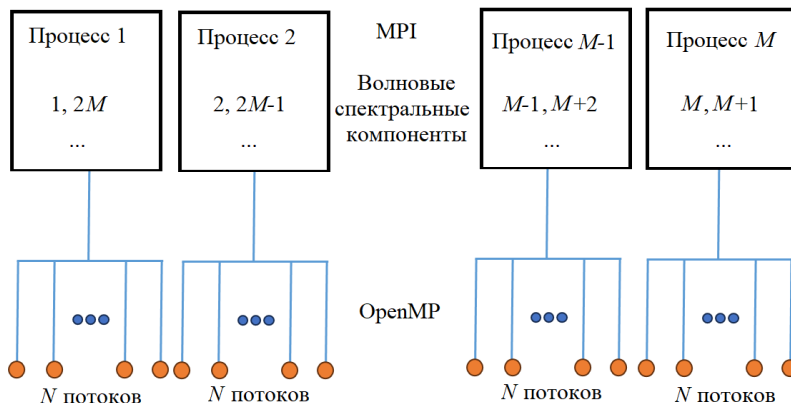 Процесс 1
Процесс 2
MPI
Процесс M-1
Процесс M
Волновые
спектральные
компоненты
1, 2M
2, 2M-1
M-1, M+2
M, M+1
...
...
...
...
OpenMP
N потоков
N потоков
N потоков
N потоков